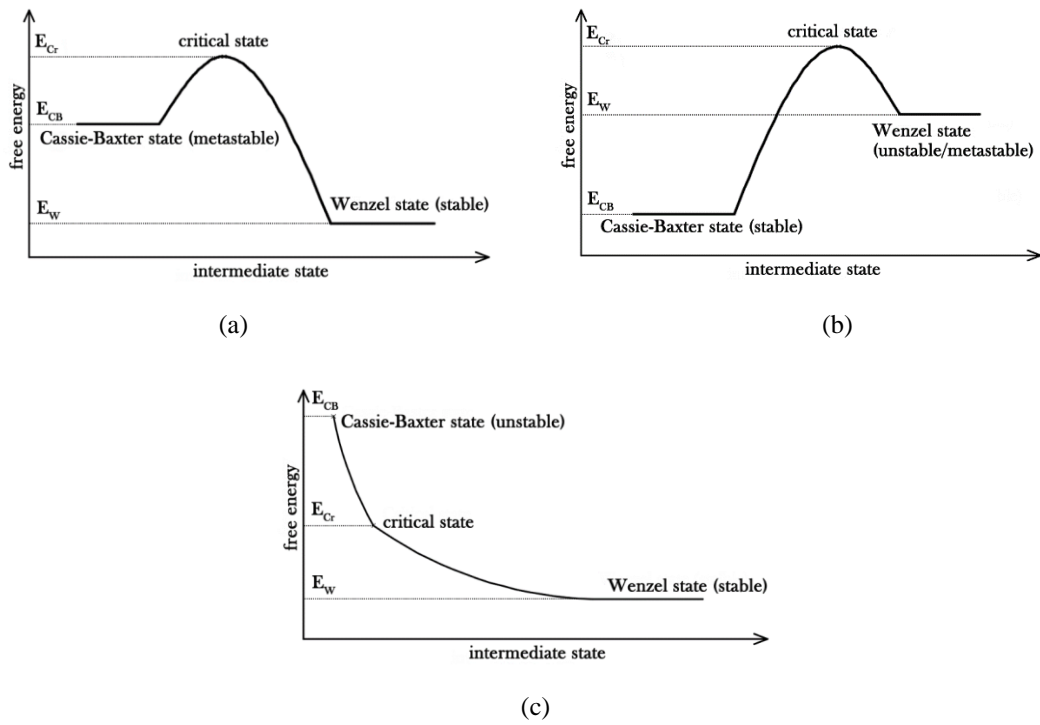 E_Cr
critical state
free energy
E_CB
Cassie-Baxter state (metastable)
E_W
Wenzel state (stable)
intermediate state
(a)
E_Cr
critical state
free energy
E_W
Wenzel state
(unstable/metastable)
E_CB
Cassie-Baxter state (stable)
intermediate state
(b)
E_CB
Cassie-Baxter state (unstable)
free energy
E_Cr
critical state
E_W
Wenzel state (stable)
intermediate state
(c)